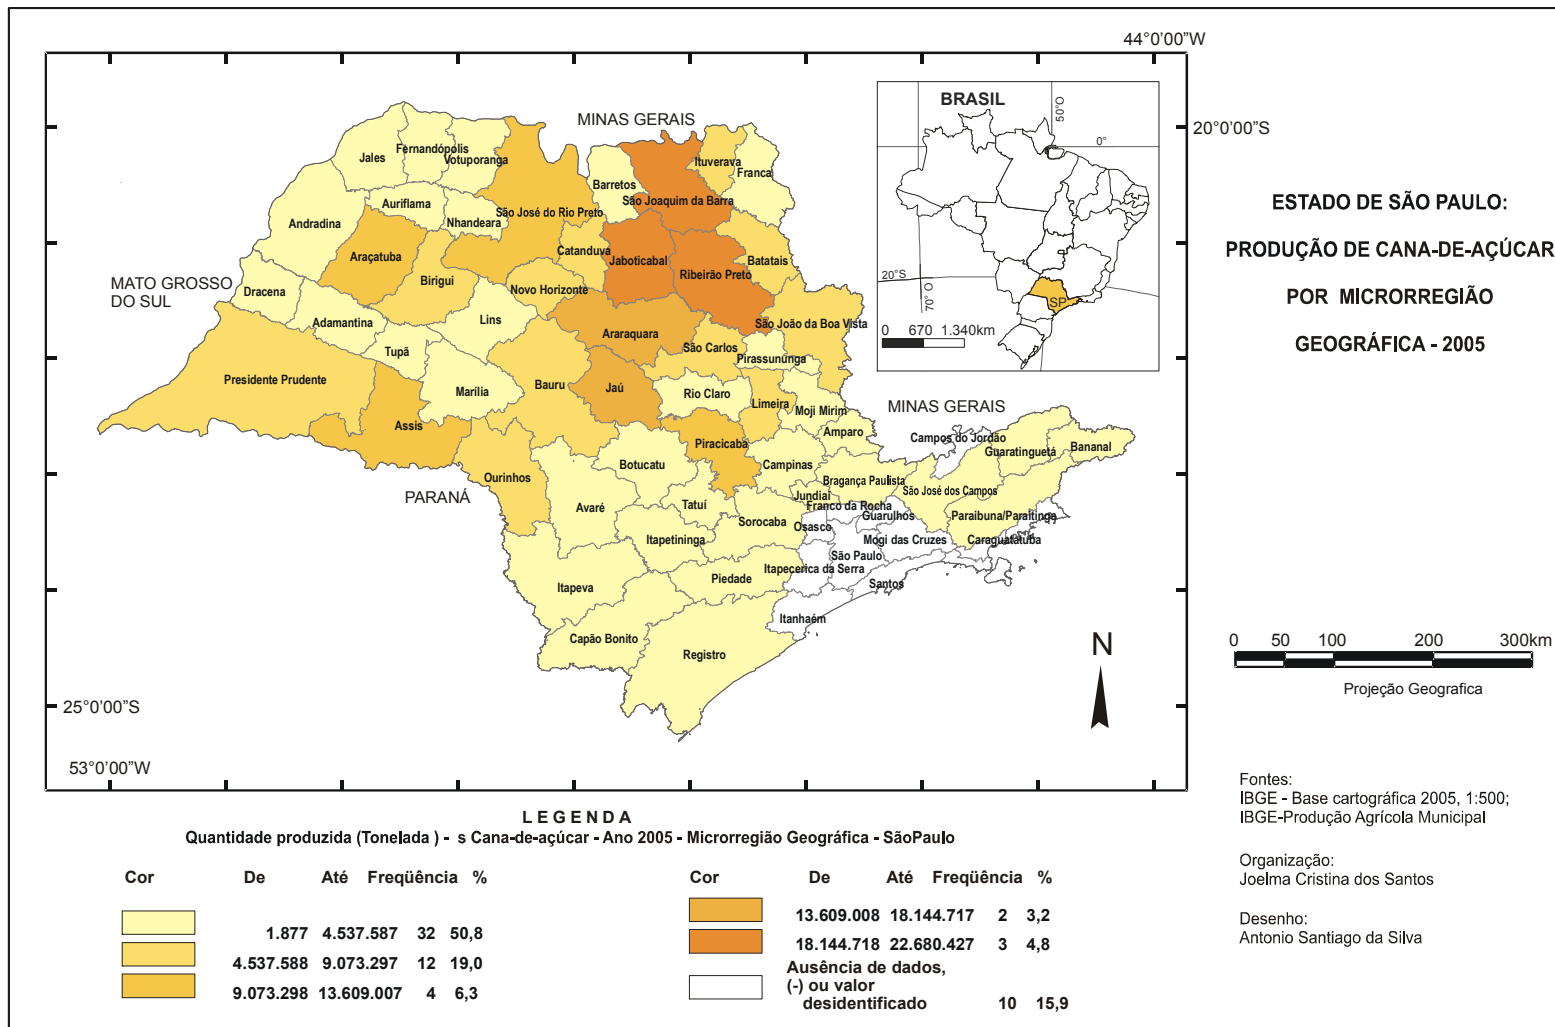 44°0'00"W
20°0'00"S
25°0'00"S
53°0'00"W
MINAS GERAIS
MATO GROSSO
DO SUL
PARANÁ
MINAS GERAIS
Jales
Fernandópolis
Votuporanga
Andradina
Auriflama
Nhandeara
São José do Rio Preto
Barretos
São Joaquim da Barra
Ituverava
Franca
Araçatuba
Birigui
Catanduva
Novo Horizonte
Jaboticabal
Ribeirão Preto
Batatais
Dracena
Adamantina
Lins
Tupã
Araraquara
São Carlos
São João da Boa Vista
Pirassununga
Presidente Prudente
Marília
Bauru
Jaú
Rio Claro
Limeira
Moji Mirim
Assis
Piracicaba
Amparo
Campos do Jordão
Guaratinguetá
Bananal
Ourinhos
Botucatu
Campinas
Bragança Paulista
São José dos Campos
Avaré
Tatuí
Jundiaí
Franco da Rocha
Guarulhos
Paraibuna/Paraitinga
Sorocaba
Osasco
Itapetininga
Mogi das Cruzes
Caraguatatuba
São Paulo
Itapecerica da Serra
Santos
Itapeva
Piedade
Itanhaém
Capão Bonito
Registro
N
BRASIL
50°O
0°
20°S
70° O
SP
0 670 1.340km
ESTADO DE SÃO PAULO:
PRODUÇÃO DE CANA-DE-AÇÚCAR
POR MICRORREGIÃO
GEOGRÁFICA - 2005
0 50 100 200 300km
Projeção Geografica
Fontes:
IBGE - Base cartográfica 2005, 1:500;
IBGE-Produção Agrícola Municipal
Organização:
Joelma Cristina dos Santos
Desenho:
Antonio Santiago da Silva
LEGENDA
Quantidade produzida (Tonelada ) - s Cana-de-açúcar - Ano 2005 - Microrregião Geográfica - SãoPaulo
Cor De Até Freqüência %
1.877 4.537.587 32 50,8
4.537.588 9.073.297 12 19,0
9.073.298 13.609.007 4 6,3
Cor De Até Freqüência %
13.609.008 18.144.717 2 3,2
18.144.718 22.680.427 3 4,8
Ausência de dados,
(-) ou valor
desidentificado 10 15,9